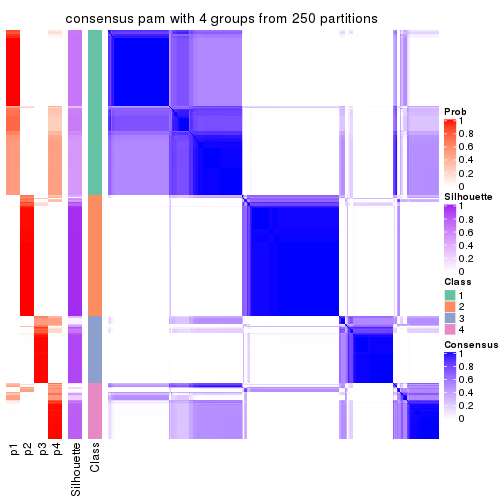 consensus pam with 4 groups from 250 partitions
Prob
1
0.8
0.6
0.4
0.2
0
Silhouette
1
0.8
0.6
0.4
0.2
0
Class
1
2
3
4
Consensus
1
0.8
0.6
0.4
0.2
0
p1
p2
p3
p4
Silhouette
Class